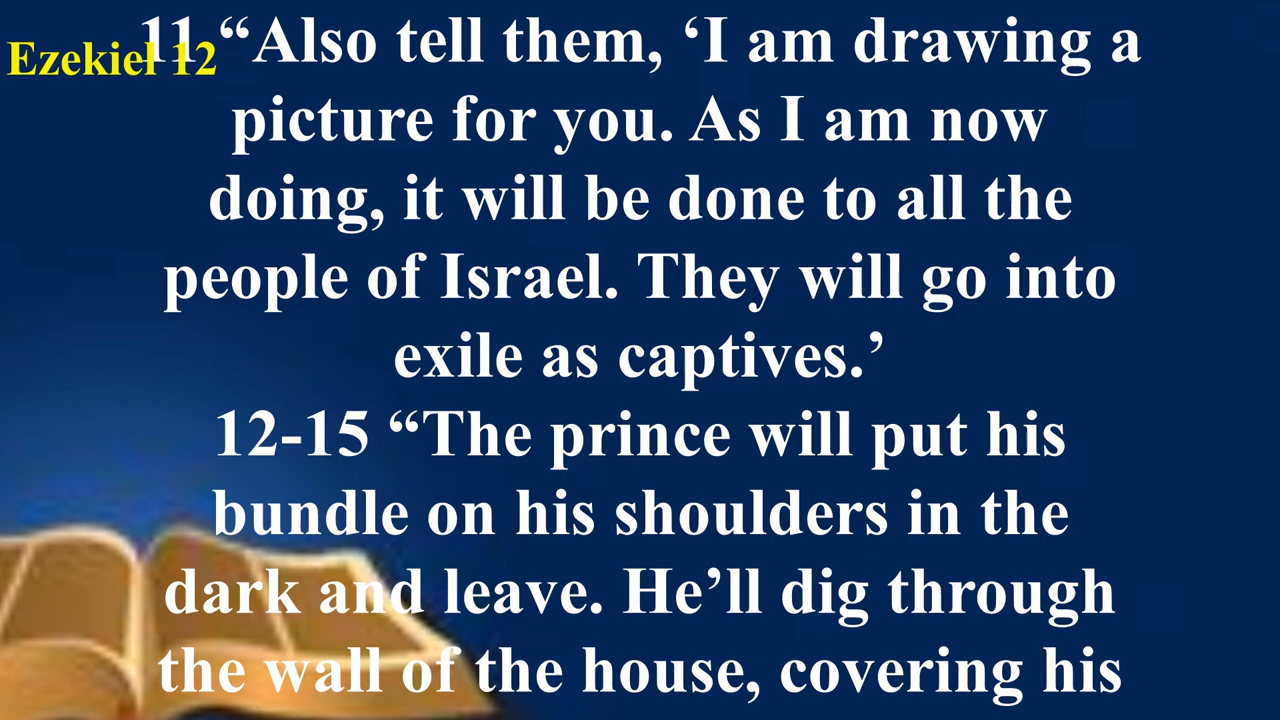 Ezekiel 12
11 “Also tell them, ‘I am drawing a
picture for you. As I am now
doing, it will be done to all the
people of Israel. They will go into
exile as captives.’
12-15 “The prince will put his
bundle on his shoulders in the
dark and leave. He’ll dig through
the wall of the house, covering his